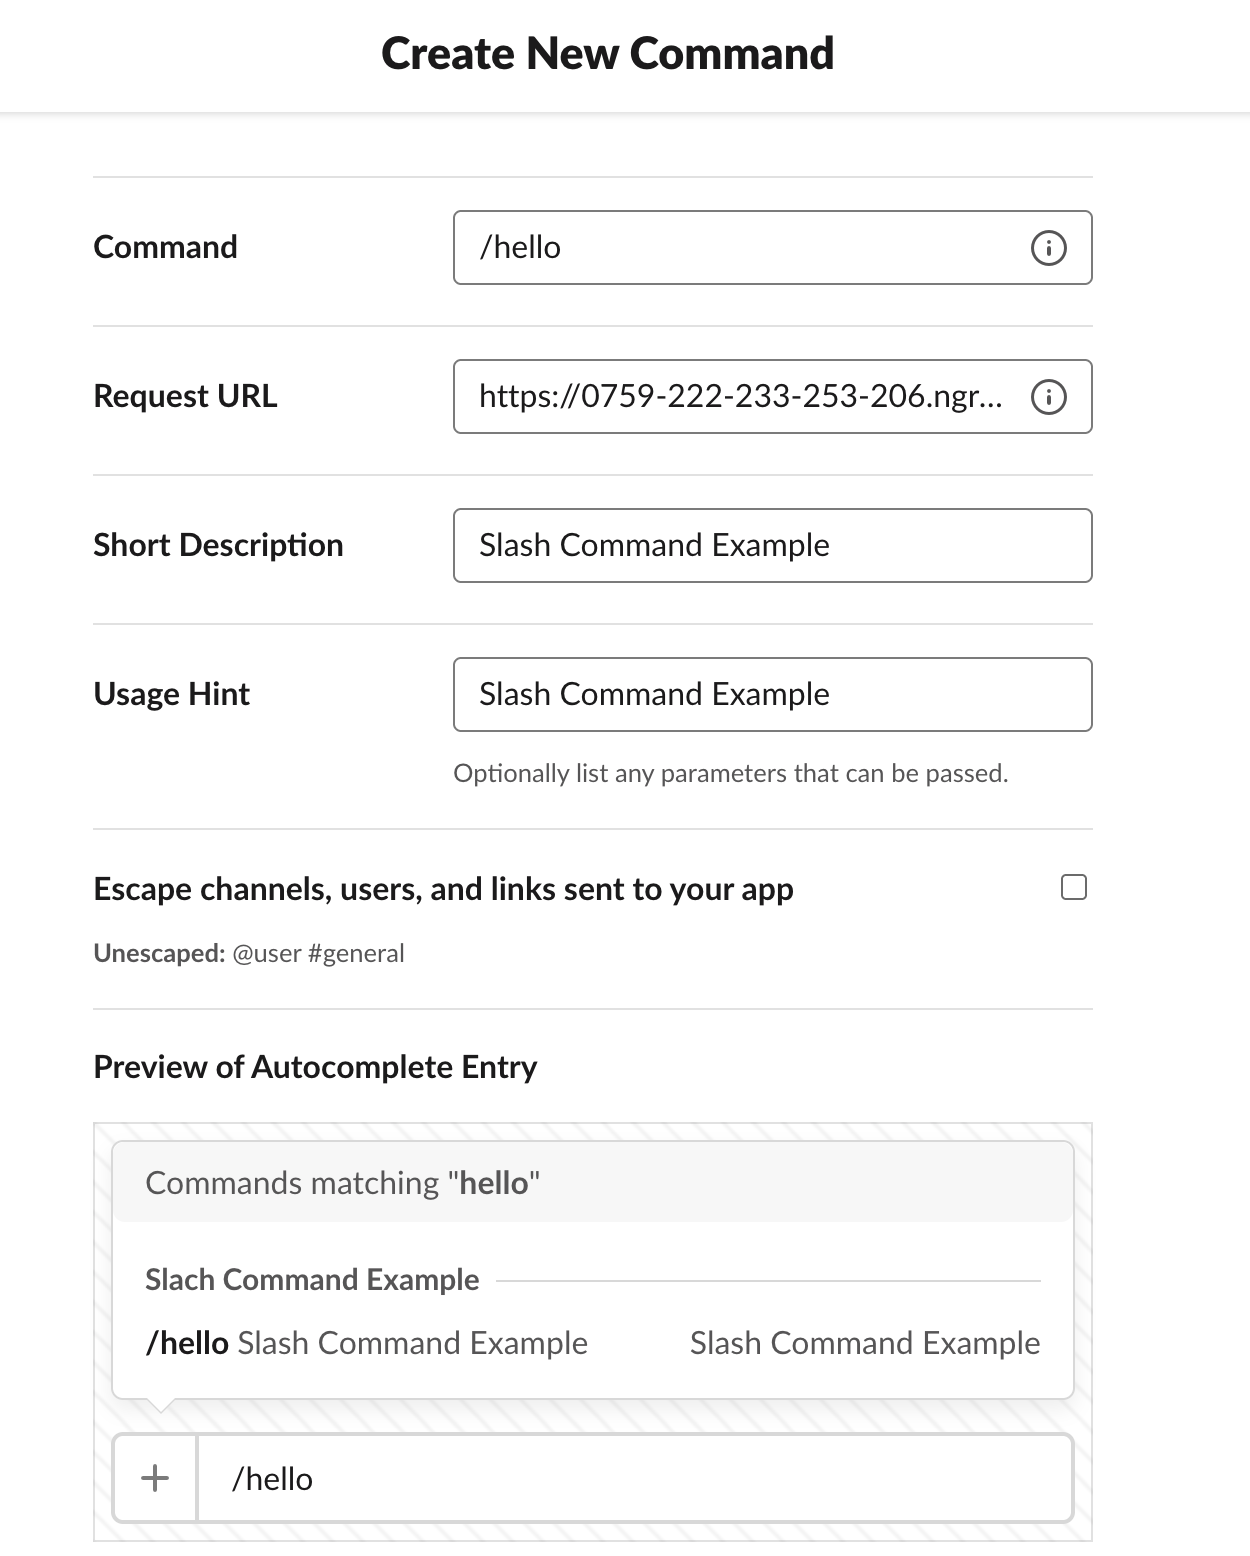 Create New Command
Command
/hello
Request URL
https://0759-222-233-253-206.ngr...
Short Description
Slash Command Example
Usage Hint
Slash Command Example
Optionally list any parameters that can be passed.
Escape channels, users, and links sent to your app
Unescaped: @user #general
Preview of Autocomplete Entry
Commands matching "hello"
Slach Command Example
/hello Slash Command Example Slash Command Example
/hello